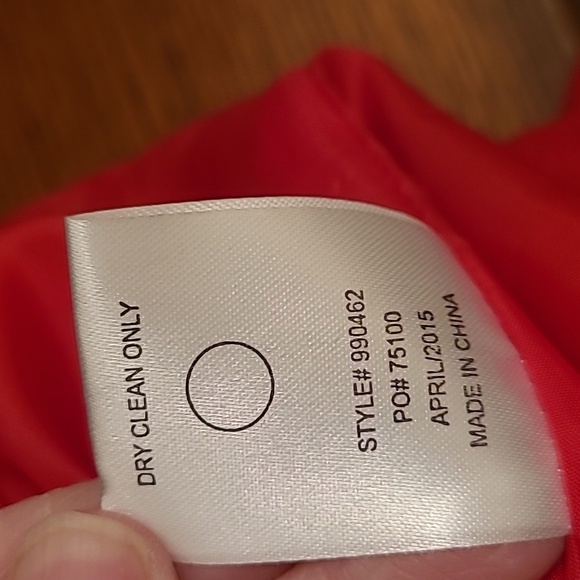 DRY CLEAN ONLY
STYLE# 990462
PO# 75100
APRIL/2015
MADE IN CHINA